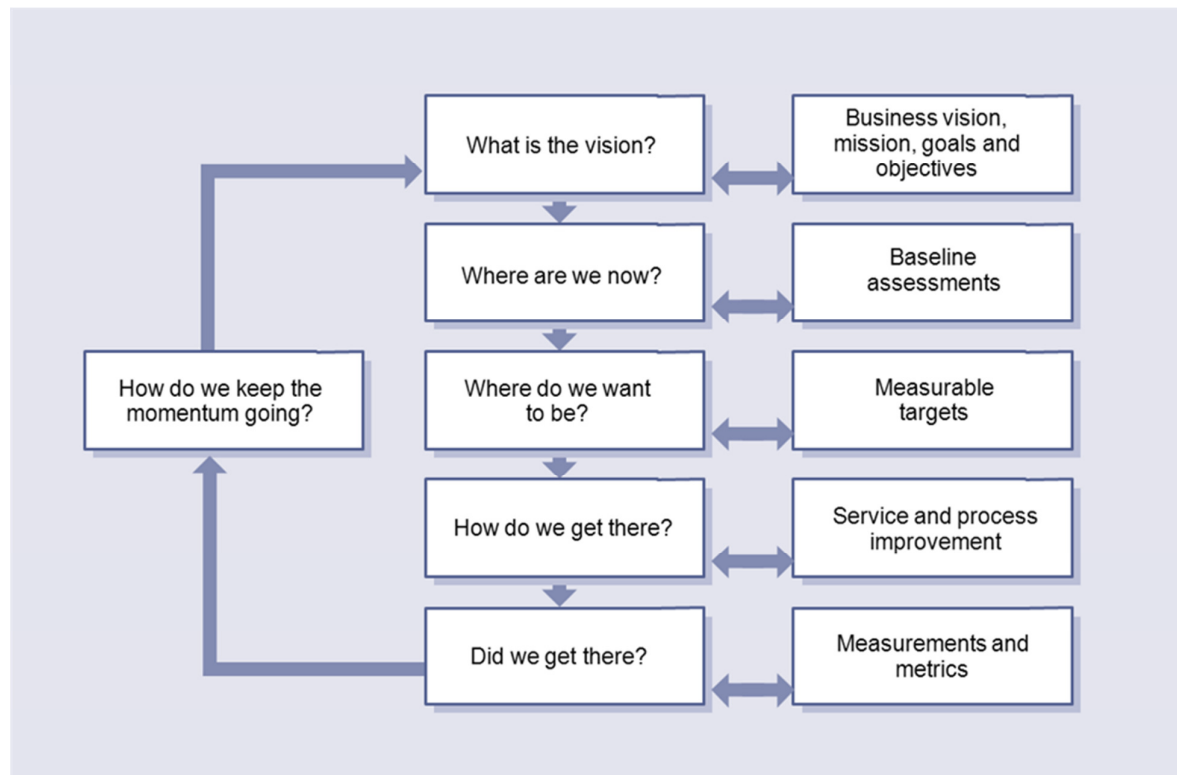 What is the vision?
Business vision,
mission, goals and
objectives
Where are we now?
Baseline
assessments
How do we keep the
momentum going?
Where do we want
to be?
Measurable
targets
How do we get there?
Service and process
improvement
Did we get there?
Measurements and
metrics